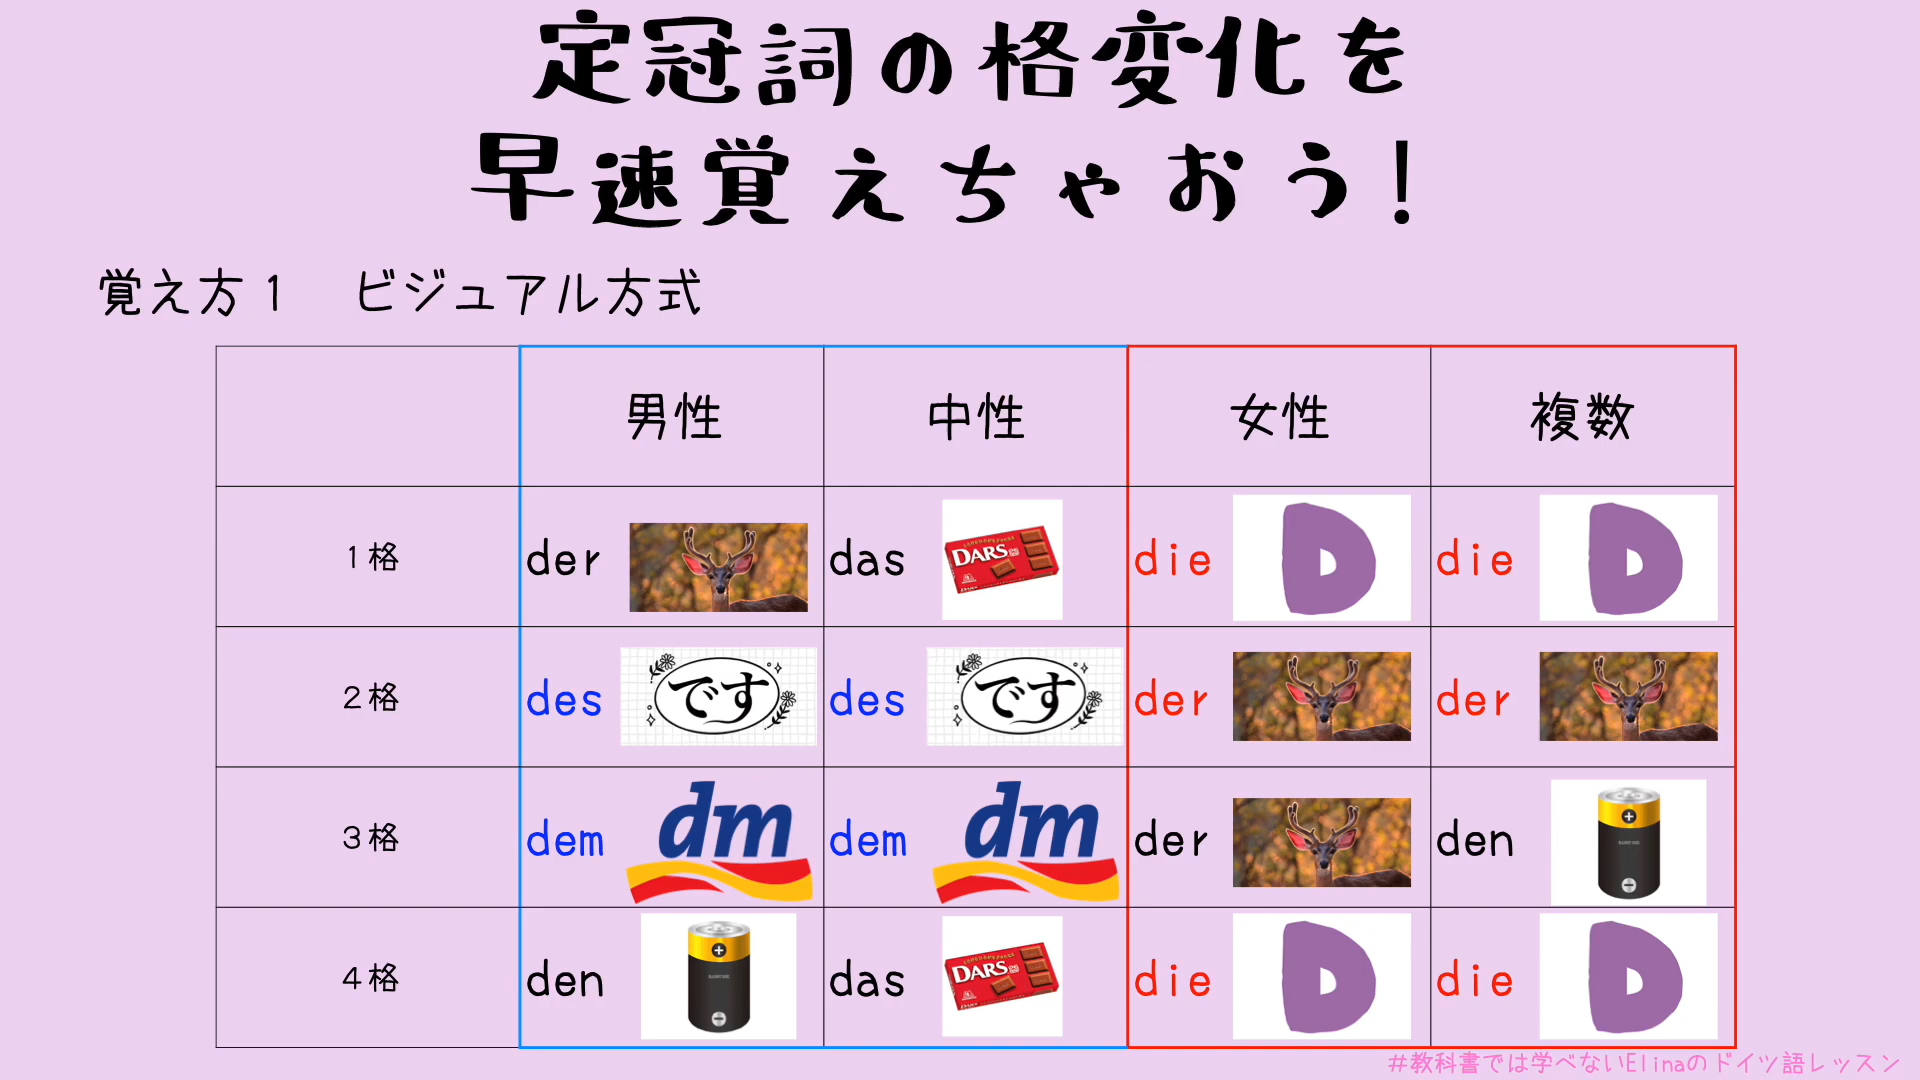 定冠詞の格変化を
早速覚えちゃおう!
覚え方1 ビジュアル方式
男性 中性 女性 複数
1格 der das DARS die D die D
2格 des です des です der der
3格 dem dm dem dm der den
4格 den das DARS die D die D
#教科書では学べないElinaのドイツ語レッスン